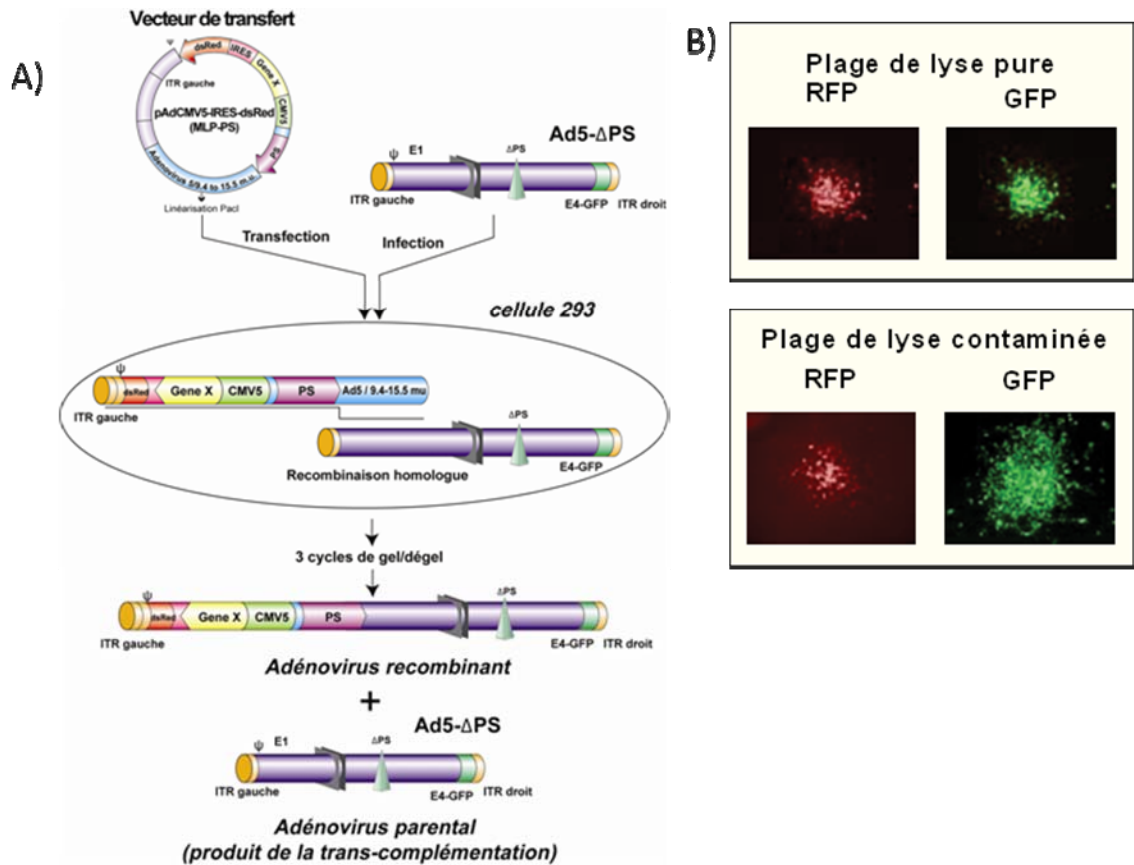 A)
Vecteur de transfert
Ψ
dsRed
IRES
Gene X
CMV5
PS
ITR gauche
pAdCMV5-IRES-dsRed
(MLP-PS)
Adenovirus 5/9.4 to 15.5 m.u.
Linéarisation PacI
Ad5-ΔPS
Ψ
E1
ΔPS
ITR gauche
E4-GFP
ITR droit
Transfection
Infection
cellule 293
Ψ
dsRed
Gene X
CMV5
PS
Ad5 / 9.4-15.5 mu
ITR gauche
ΔPS
E4-GFP
Recombinaison homologue
3 cycles de gel/dégel
Ψ
dsRed
Gene X
CMV5
PS
ΔPS
ITR gauche
E4-GFP
ITR droit
Adénovirus recombinant
+
Ad5-ΔPS
Ψ
E1
ΔPS
ITR gauche
E4-GFP
ITR droit
Adénovirus parental
(produit de la trans-complémentation)
B)
Plage de lyse pure
RFP GFP
Plage de lyse contaminée
RFP GFP